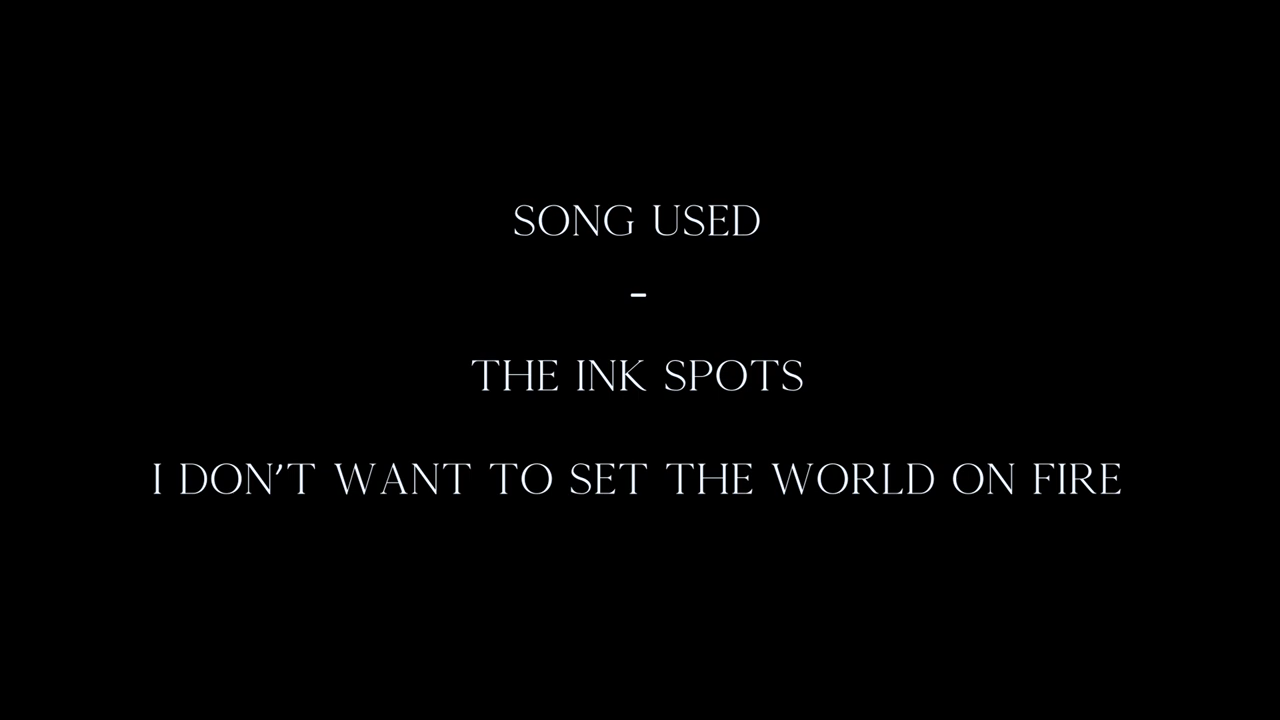 SONG USED
-
THE INK SPOTS
I DON'T WANT TO SET THE WORLD ON FIRE